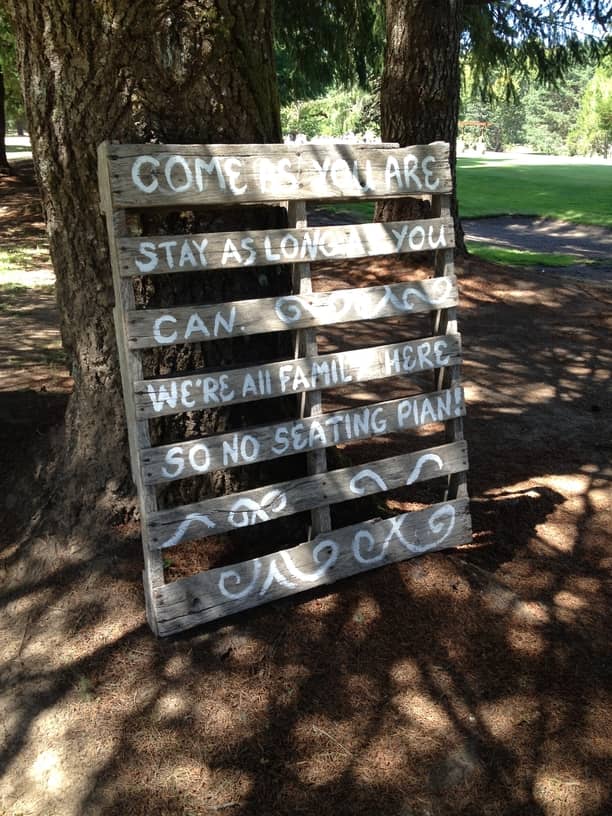 COME AS YOU ARE
STAY AS LONG AS YOU
CAN.
WE'RE All FAMILY HERE
SO NO SEATING PlAN!